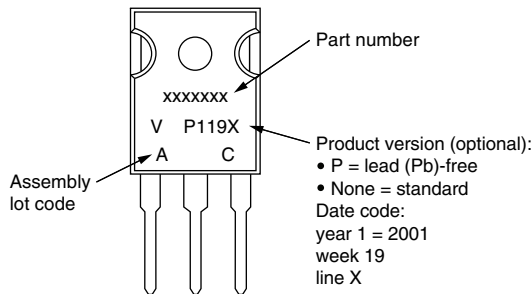 Part number
xxxxxxx
V P119X
A C
Assembly
lot code
Product version (optional):
• P = lead (Pb)-free
• None = standard
Date code:
year 1 = 2001
week 19
line X